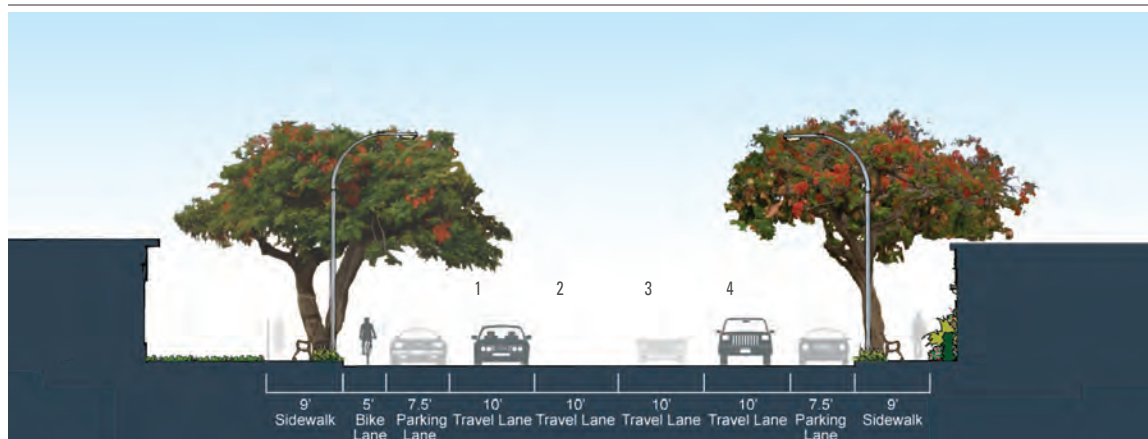 1 2 3 4
9' 5' 7.5' 10' 10' 10' 10' 7.5' 9'
Sidewalk Bike Parking Travel Lane Travel Lane Travel Lane Travel Lane Parking Sidewalk
Lane Lane Lane